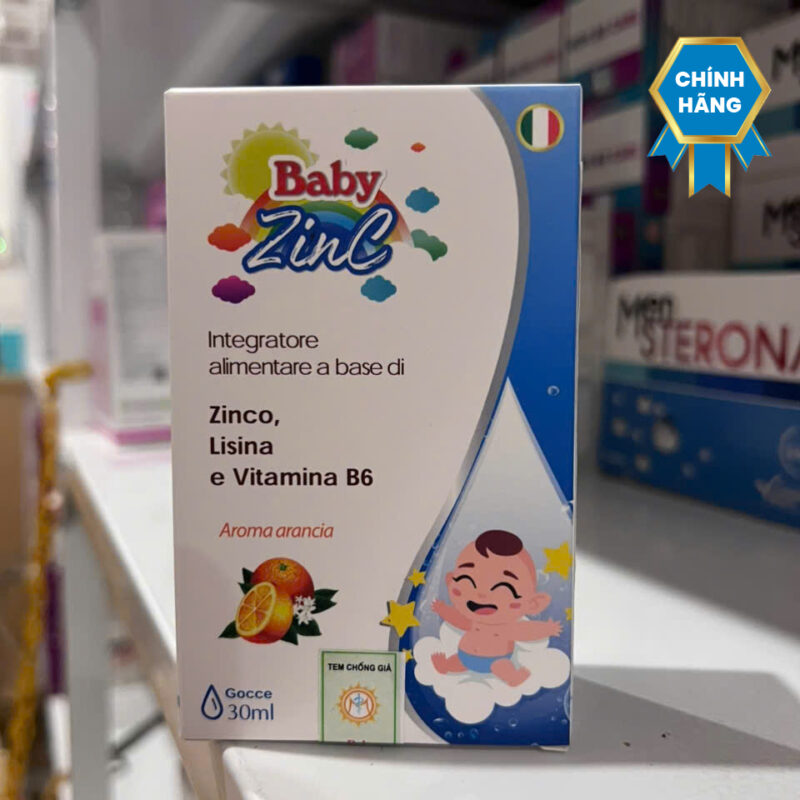 CHÍNH
HÃNG
Baby
ZinC
Integratore
alimentare a base di
Zinco,
Lisina
e Vitamina B6
Aroma arancia
TEM CHỐNG GIẢ
Gocce
30ml
Men
STERONA